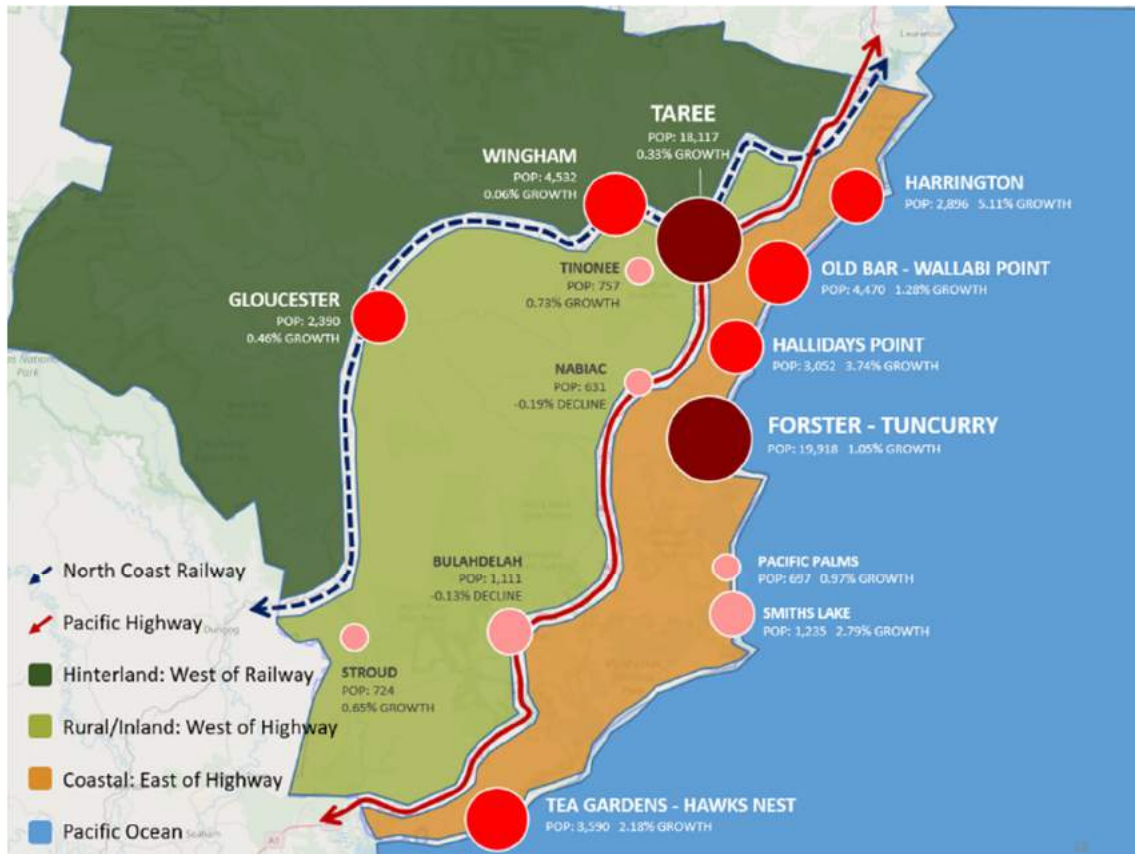 Laurieton
TAREE
POP: 18,117
0.33% GROWTH
WINGHAM
POP: 4,532
0.06% GROWTH
HARRINGTON
POP: 2,896 5.11% GROWTH
TINONEE
POP: 757
0.73% GROWTH
OLD BAR - WALLABI POINT
POP: 4,470 1.28% GROWTH
GLOUCESTER
POP: 2,390
0.46% GROWTH
HALLIDAYS POINT
POP: 3,052 3.74% GROWTH
National
Park
NABIAC
POP: 631
-0.19% DECLINE
FORSTER - TUNCURRY
POP: 19,918 1.05% GROWTH
BULAHDELAH
POP: 1,111
-0.13% DECLINE
PACIFIC PALMS
POP: 697 0.97% GROWTH
SMITHS LAKE
POP: 1,235 2.79% GROWTH
STROUD
POP: 724
0.65% GROWTH
TEA GARDENS - HAWKS NEST
POP: 3,590 2.18% GROWTH
North Coast Railway
Dungog
Pacific Highway
Hinterland: West of Railway
Rural/Inland: West of Highway
Coastal: East of Highway
Pacific Ocean
Seaham
A1